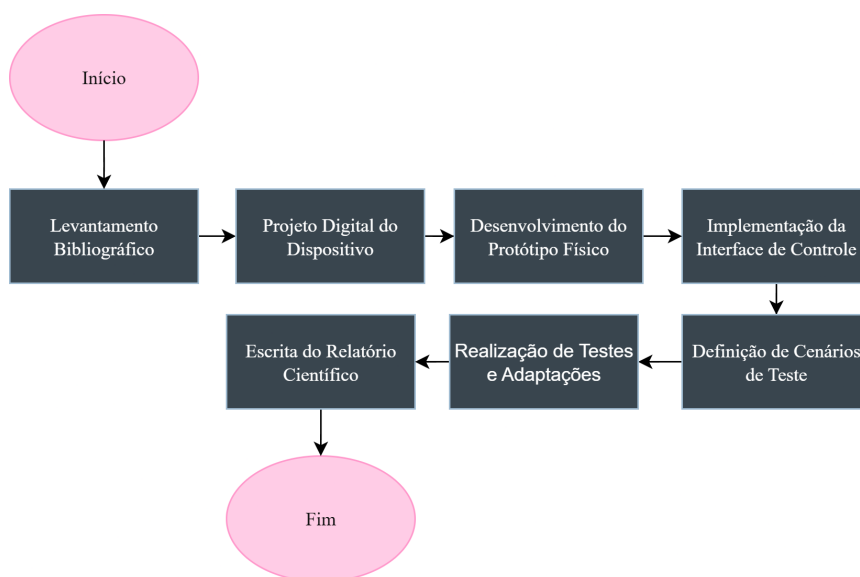 Início
Levantamento
Bibliográfico
Projeto Digital do
Dispositivo
Desenvolvimento do
Protótipo Físico
Implementação da
Interface de Controle
Definição de Cenários
de Teste
Realização de Testes
e Adaptações
Escrita do Relatório
Científico
Fim